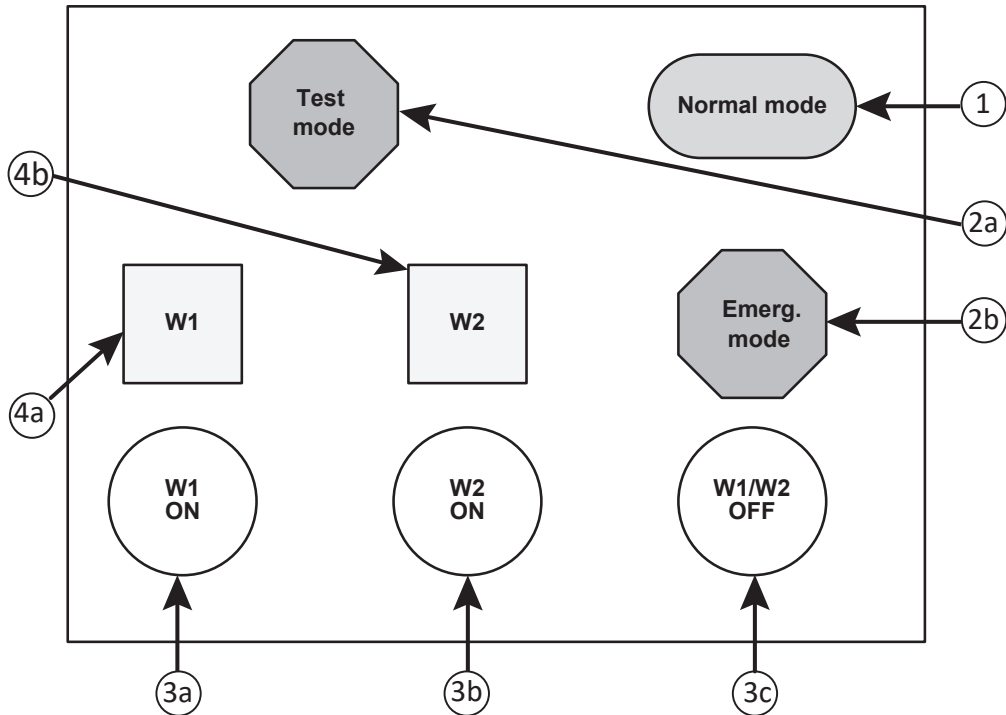 Test
mode
Normal mode
1
4b
2a
W1
W2
Emerg.
mode
2b
4a
W1
ON
W2
ON
W1/W2
OFF
3a
3b
3c